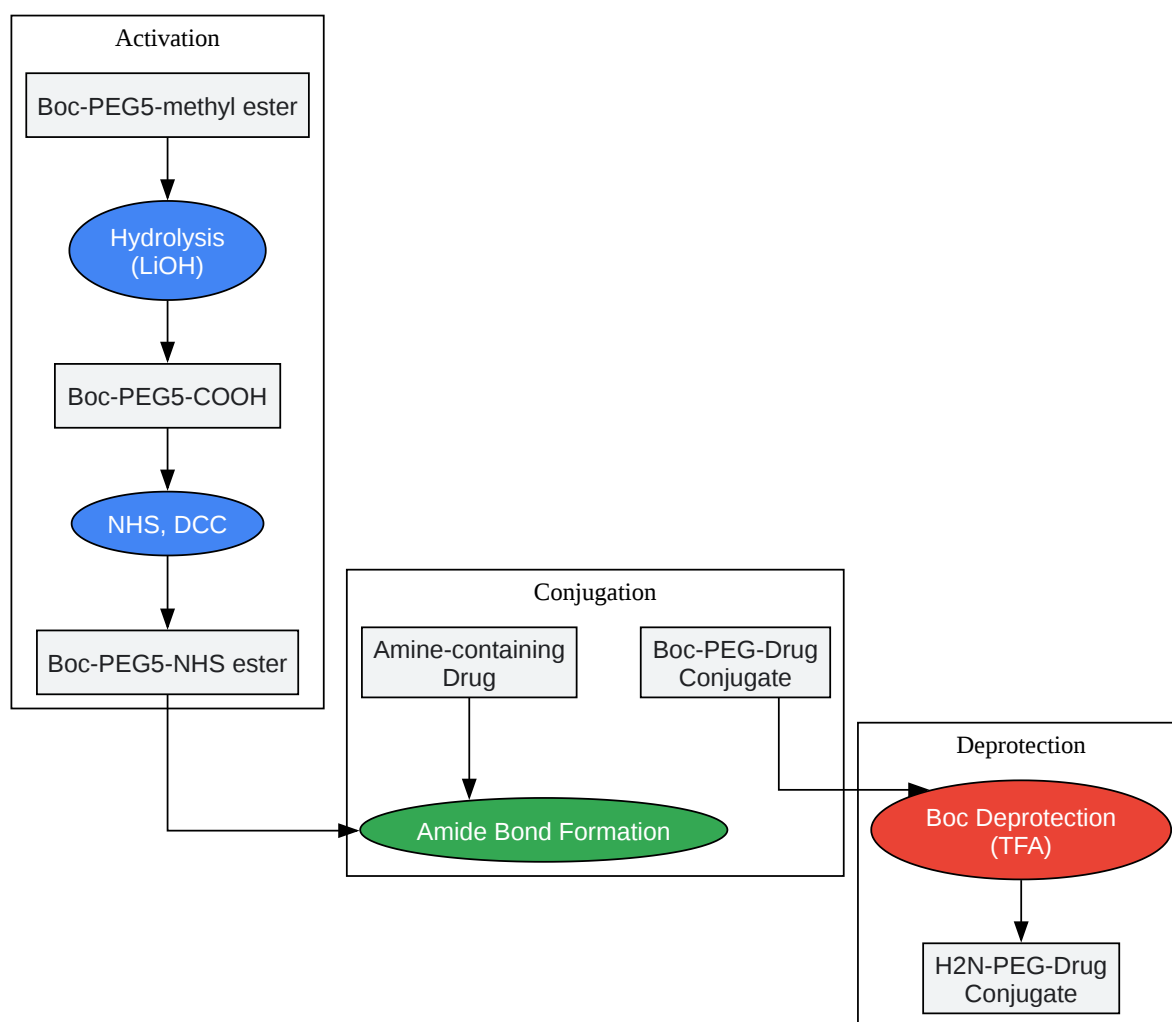 Activation
Boc-PEG5-methyl ester
Hydrolysis
(LiOH)
Boc-PEG5-COOH
NHS, DCC
Boc-PEG5-NHS ester
Conjugation
Amine-containing
Drug
Boc-PEG-Drug
Conjugate
Amide Bond Formation
Deprotection
Boc Deprotection
(TFA)
H2N-PEG-Drug
Conjugate